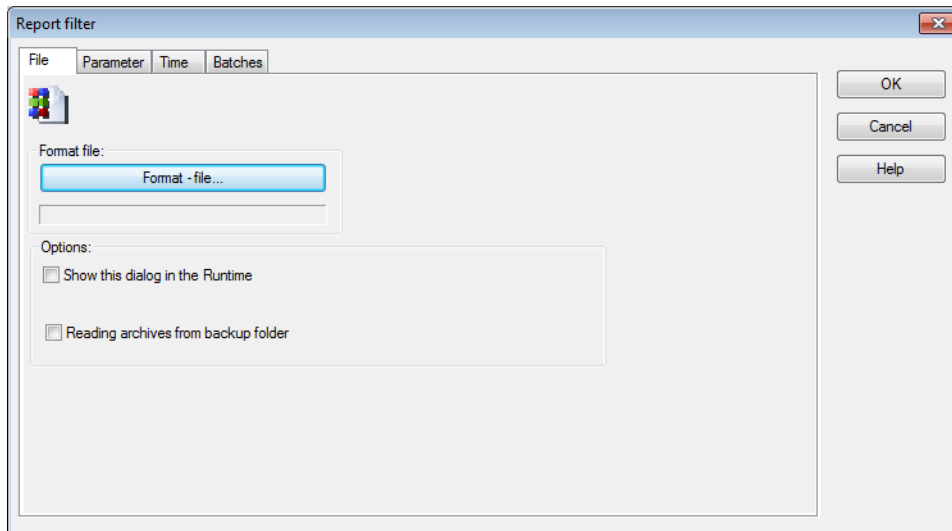 Report filter
File Parameter Time Batches
OK
Cancel
Help
Format file:
Format - file...
Options:
Show this dialog in the Runtime
Reading archives from backup folder